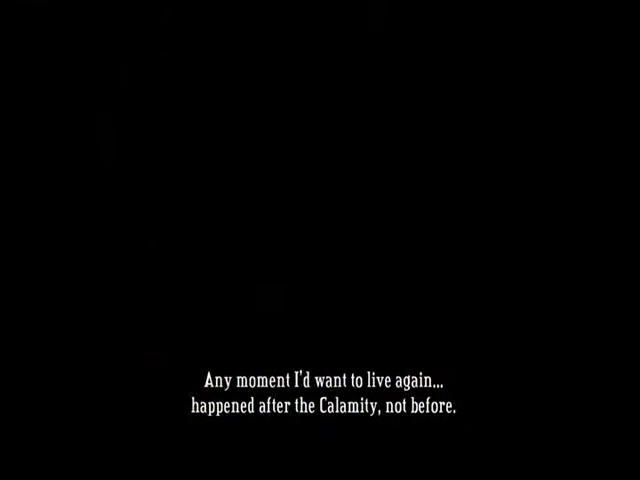 Any moment I'd want to live again...
happened after the Calamity, not before.